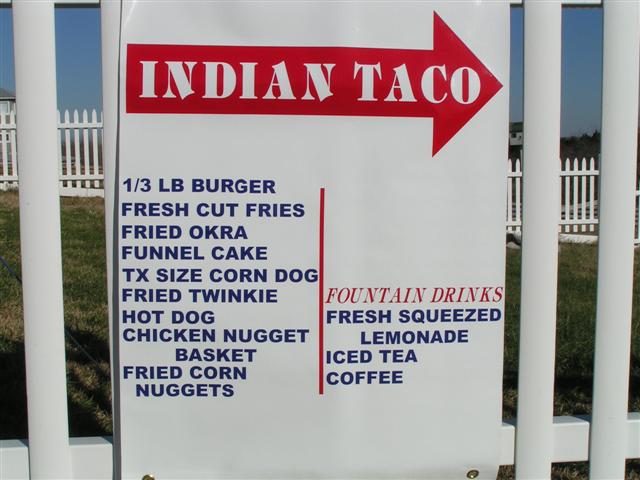 INDIAN TACO
1/3 LB BURGER
FRESH CUT FRIES
FRIED OKRA
FUNNEL CAKE
TX SIZE CORN DOG
FRIED TWINKIE
HOT DOG
CHICKEN NUGGET
BASKET
FRIED CORN
NUGGETS
FOUNTAIN DRINKS
FRESH SQUEEZED
LEMONADE
ICED TEA
COFFEE